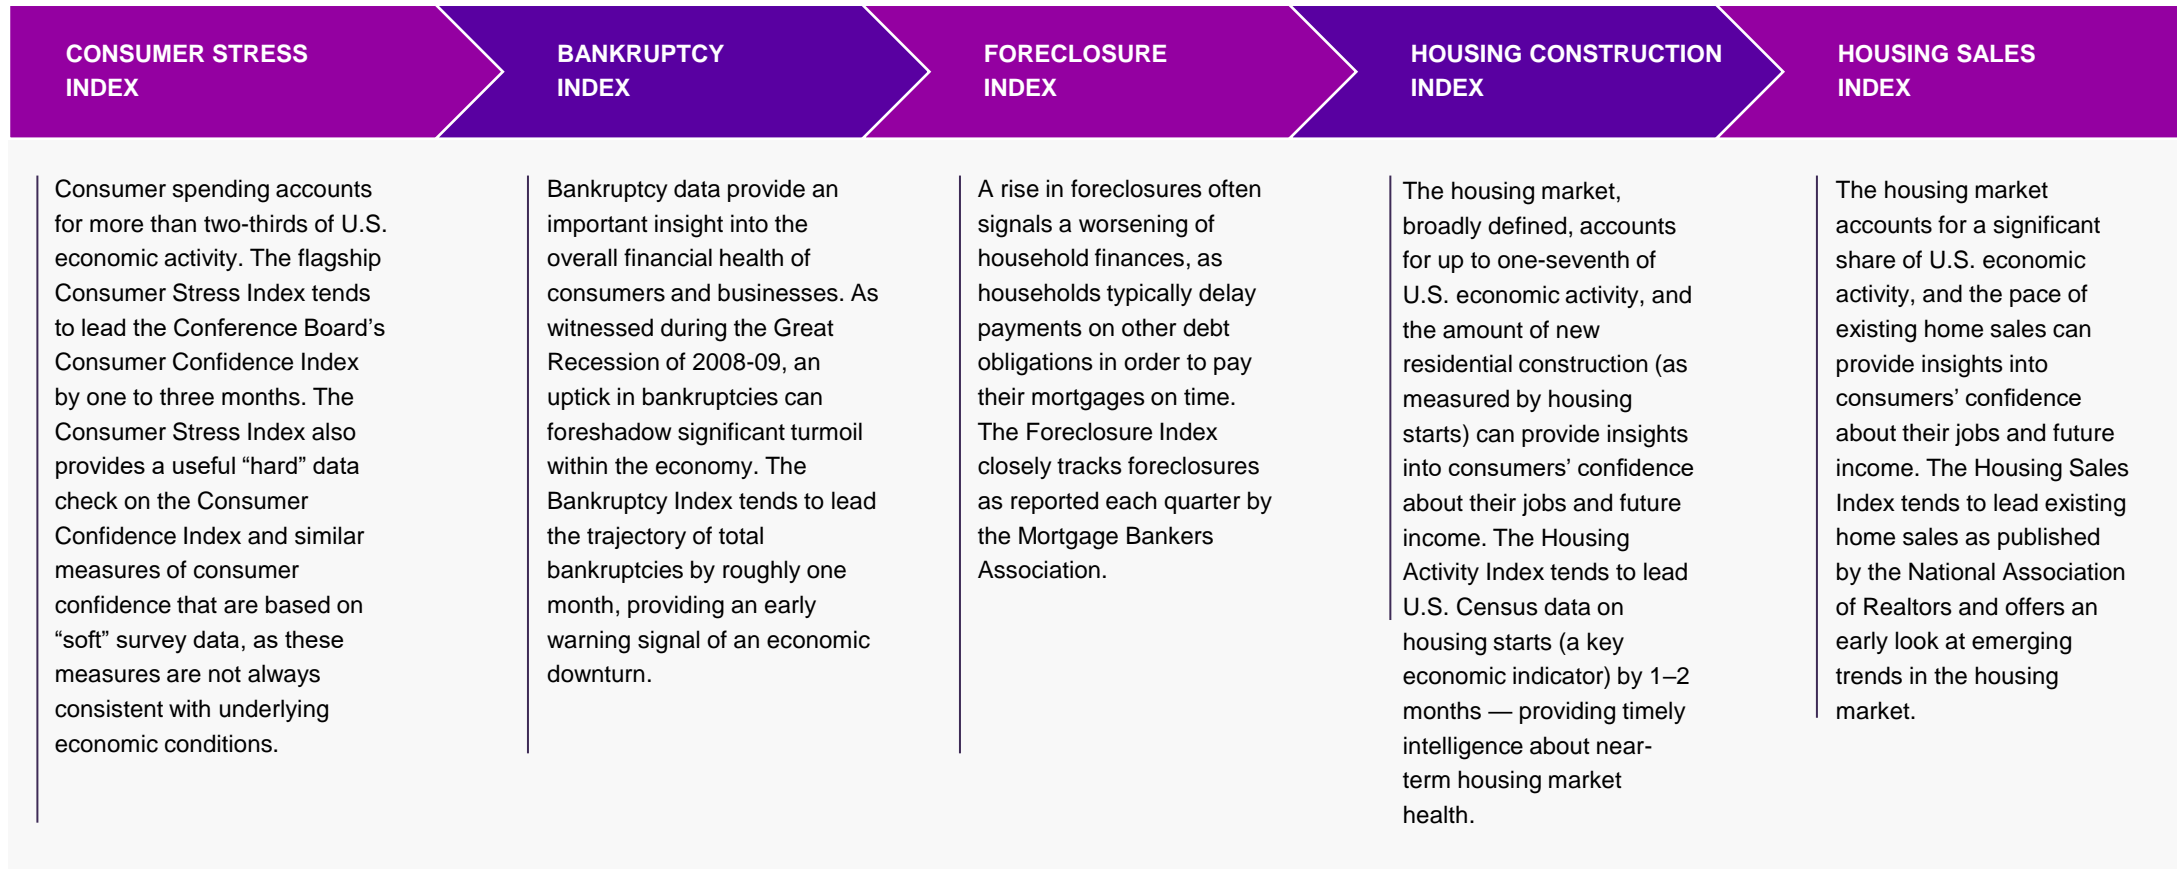 CONSUMER STRESS
INDEX
Consumer spending accounts
for more than two-thirds of U.S.
economic activity. The flagship
Consumer Stress Index tends
to lead the Conference Board’s
Consumer Confidence Index
by one to three months. The
Consumer Stress Index also
provides a useful “hard” data
check on the Consumer
Confidence Index and similar
measures of consumer
confidence that are based on
“soft” survey data, as these
measures are not always
consistent with underlying
economic conditions.
BANKRUPTCY
INDEX
Bankruptcy data provide an
important insight into the
overall financial health of
consumers and businesses. As
witnessed during the Great
Recession of 2008-09, an
uptick in bankruptcies can
foreshadow significant turmoil
within the economy. The
Bankruptcy Index tends to lead
the trajectory of total
bankruptcies by roughly one
month, providing an early
warning signal of an economic
downturn.
FORECLOSURE
INDEX
A rise in foreclosures often
signals a worsening of
household finances, as
households typically delay
payments on other debt
obligations in order to pay
their mortgages on time.
The Foreclosure Index
closely tracks foreclosures
as reported each quarter by
the Mortgage Bankers
Association.
HOUSING CONSTRUCTION
INDEX
The housing market,
broadly defined, accounts
for up to one-seventh of
U.S. economic activity, and
the amount of new
residential construction (as
measured by housing
starts) can provide insights
into consumers’ confidence
about their jobs and future
income. The Housing
Activity Index tends to lead
U.S. Census data on
housing starts (a key
economic indicator) by 1–2
months — providing timely
intelligence about near-
term housing market
health.
HOUSING SALES
INDEX
The housing market
accounts for a significant
share of U.S. economic
activity, and the pace of
existing home sales can
provide insights into
consumers’ confidence
about their jobs and future
income. The Housing Sales
Index tends to lead existing
home sales as published
by the National Association
of Realtors and offers an
early look at emerging
trends in the housing
market.